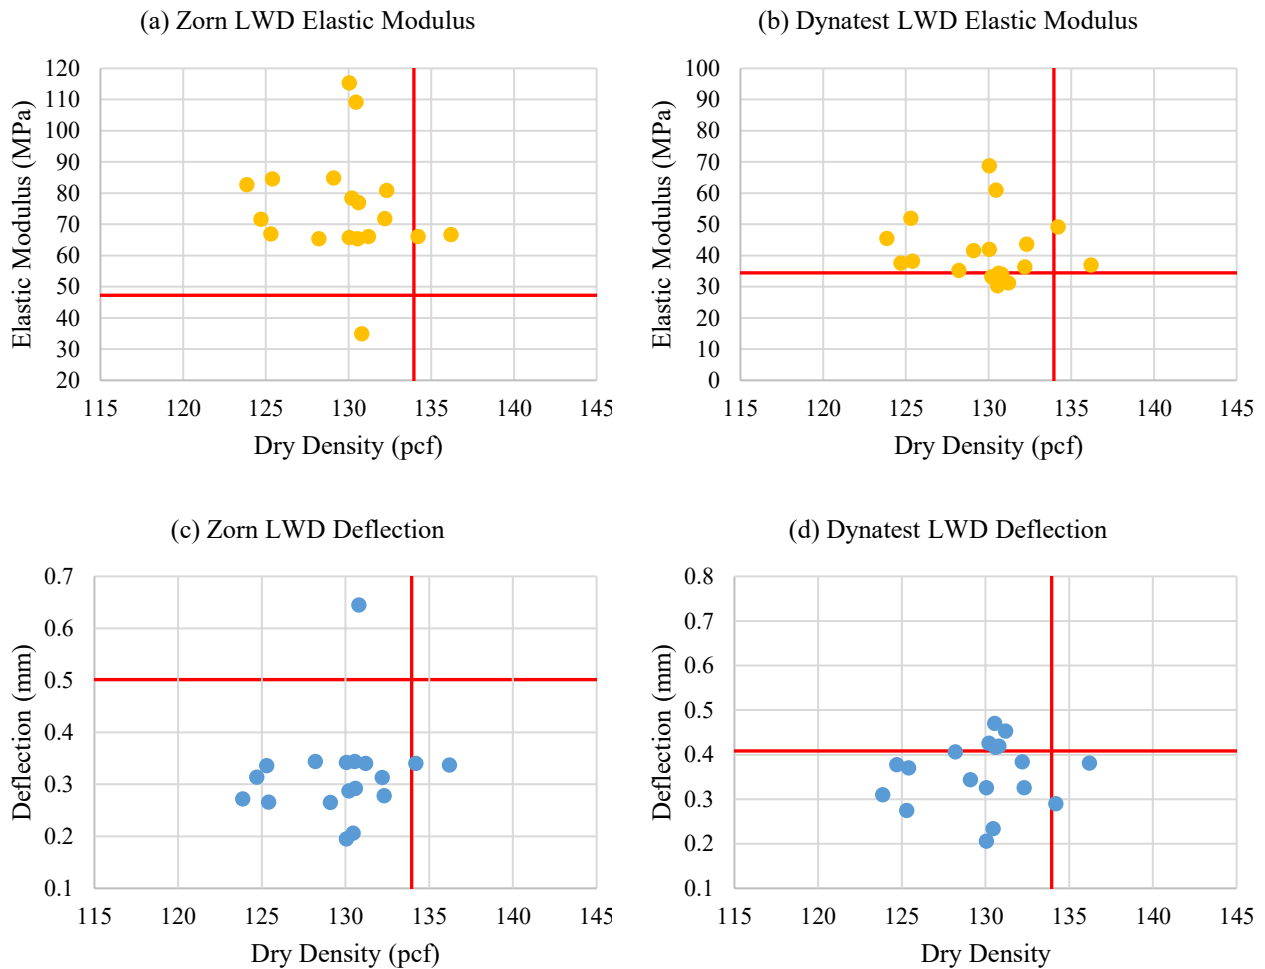 (a) Zorn LWD Elastic Modulus
120
110
100
90
80
70
60
50
40
30
20
Elastic Modulus (MPa)
115 120 125 130 135 140 145
Dry Density (pcf)
(b) Dynatest LWD Elastic Modulus
100
90
80
70
60
50
40
30
20
10
0
Elastic Modulus (MPa)
115 120 125 130 135 140 145
Dry Density (pcf)
(c) Zorn LWD Deflection
0.7
0.6
0.5
0.4
0.3
0.2
0.1
Deflection (mm)
115 120 125 130 135 140 145
Dry Density (pcf)
(d) Dynatest LWD Deflection
0.8
0.7
0.6
0.5
0.4
0.3
0.2
0.1
Deflection (mm)
115 120 125 130 135 140 145
Dry Density